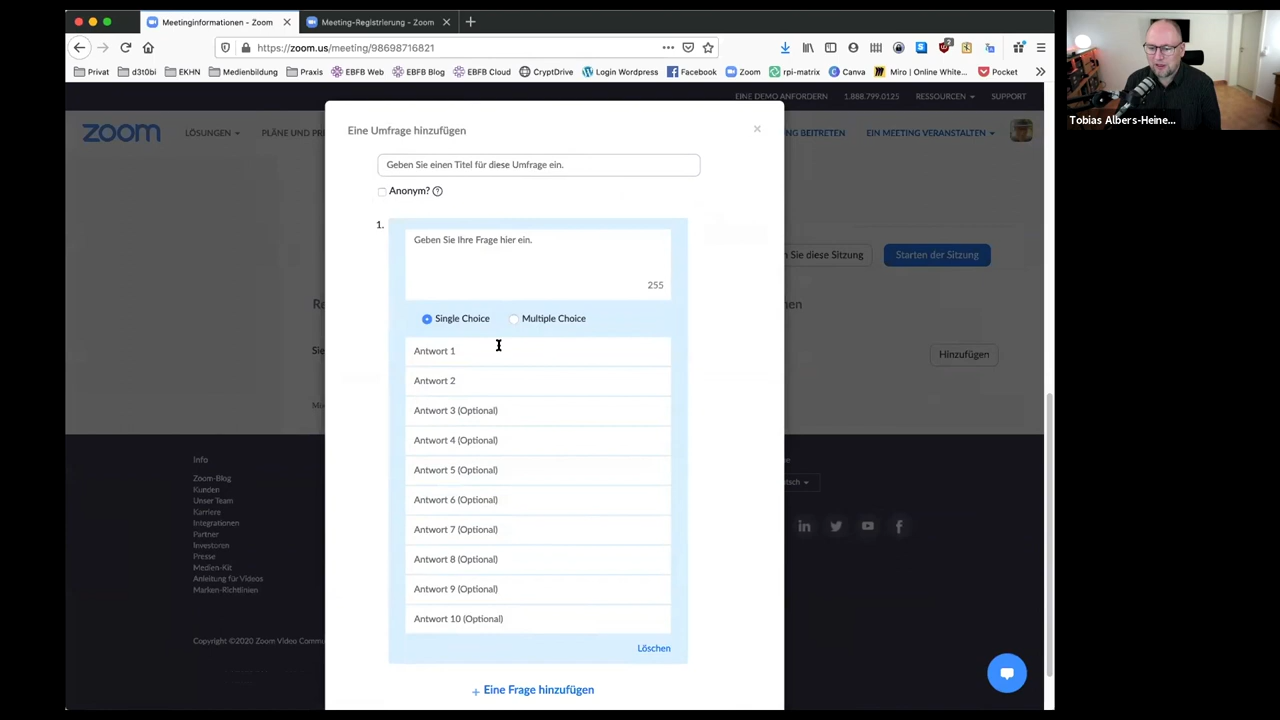 Meetinginformationen - Zoom
Meeting-Registrierung - Zoom
https://zoom.us/meeting/98698716821
Privat
d3t0bi
EKHN
Medienbildung
Praxis
EBFB Web
EBFB Blog
EBFB Cloud
CryptDrive
Login Wordpress
Facebook
Zoom
rpi-matrix
Canva
Miro | Online White...
Pocket
Tobias Albers-Heine...
EINE DEMO ANFORDERN
1.888.799.0125
RESSOURCEN
SUPPORT
zoom
LÖSUNGEN
PLÄNE UND PR
NG BEITRETEN
EIN MEETING VERANSTALTEN
Eine Umfrage hinzufügen
×
Geben Sie einen Titel für diese Umfrage ein.
Anonym?
1.
Geben Sie Ihre Frage hier ein.
255
n Sie diese Sitzung
Starten der Sitzung
Single Choice
Multiple Choice
Re
en
Sie
Hinzufügen
Antwort 1
Antwort 2
Antwort 3 (Optional)
Antwort 4 (Optional)
Antwort 5 (Optional)
Antwort 6 (Optional)
Antwort 7 (Optional)
Antwort 8 (Optional)
Antwort 9 (Optional)
Antwort 10 (Optional)
Löschen
+ Eine Frage hinzufügen
Info
Zoom-Blog
Kunden
Unser Team
Karriere
Integrationen
Partner
Investoren
Presse
Medien-Kit
Anleitung für Videos
Marken-Richtlinien
utsch
Copyright ©2020 Zoom Video Commu